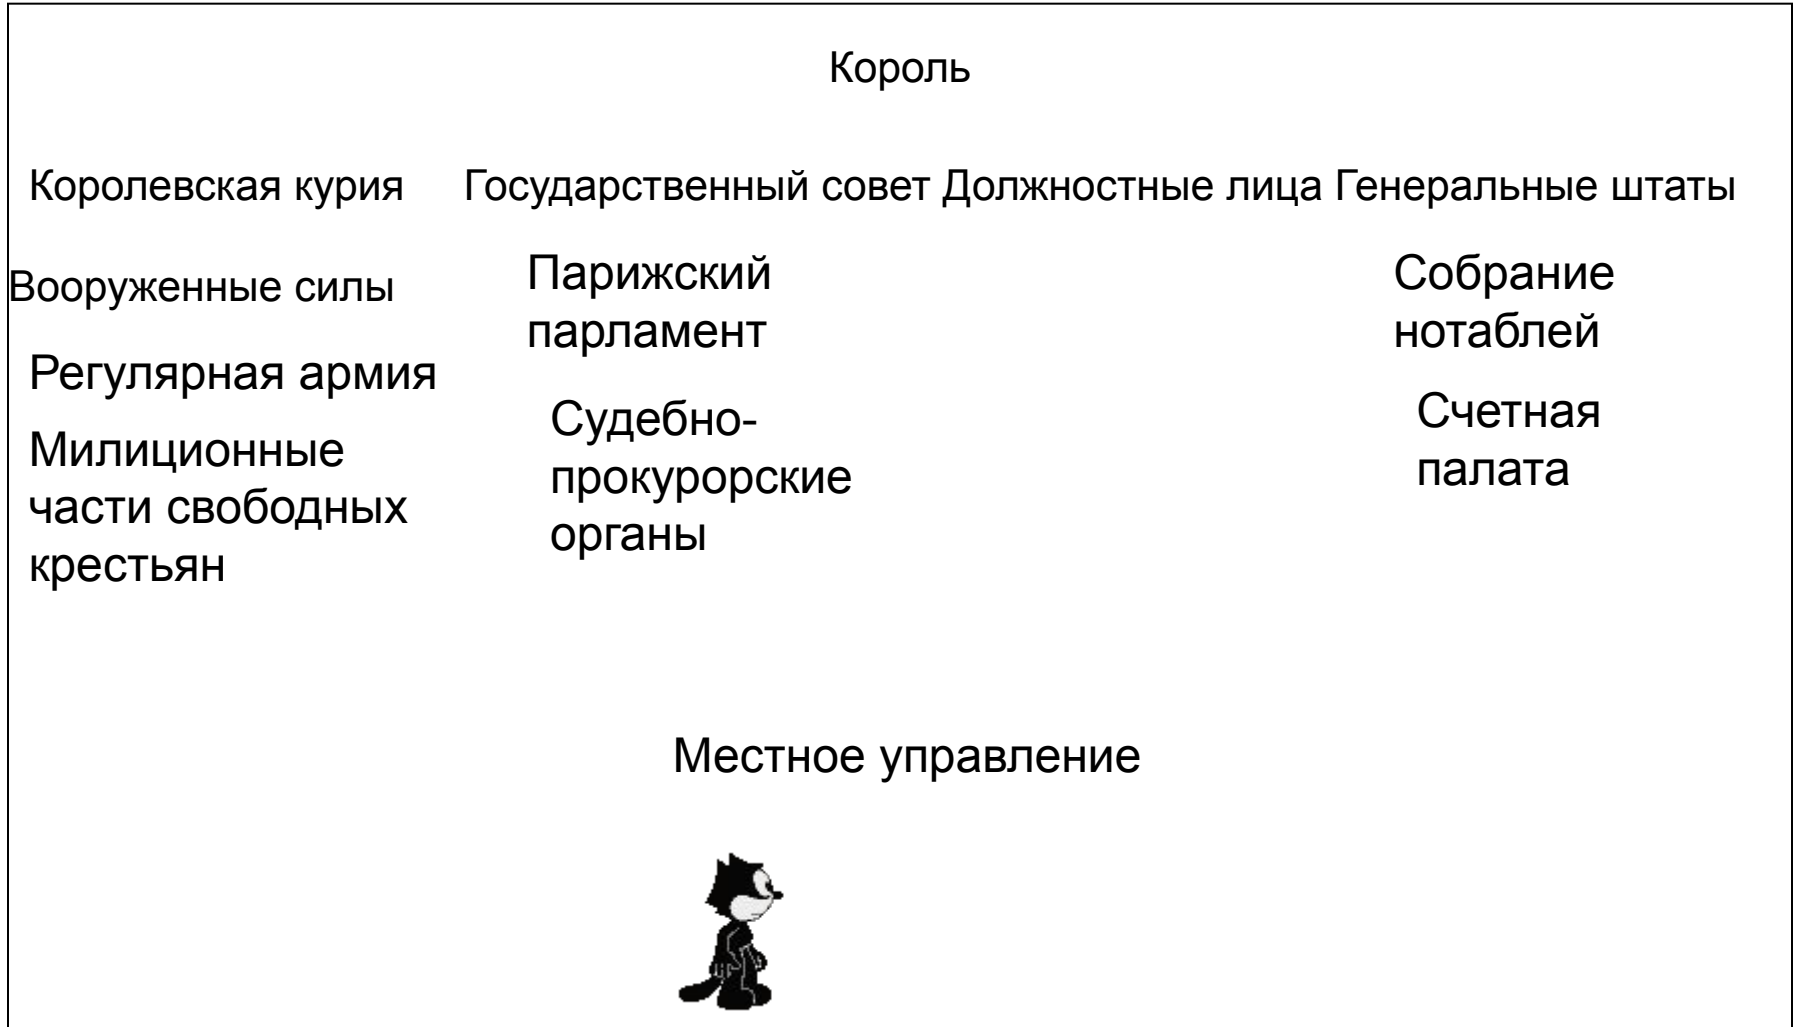 Король
Королевская курия
Государственный совет
Должностные лица
Генеральные штаты
Вооруженные силы
Регулярная армия
Милиционные
части свободных
крестьян
Парижский
парламент
Судебно-
прокурорские
органы
Собрание
нотаблей
Счетная
палата
Местное управление